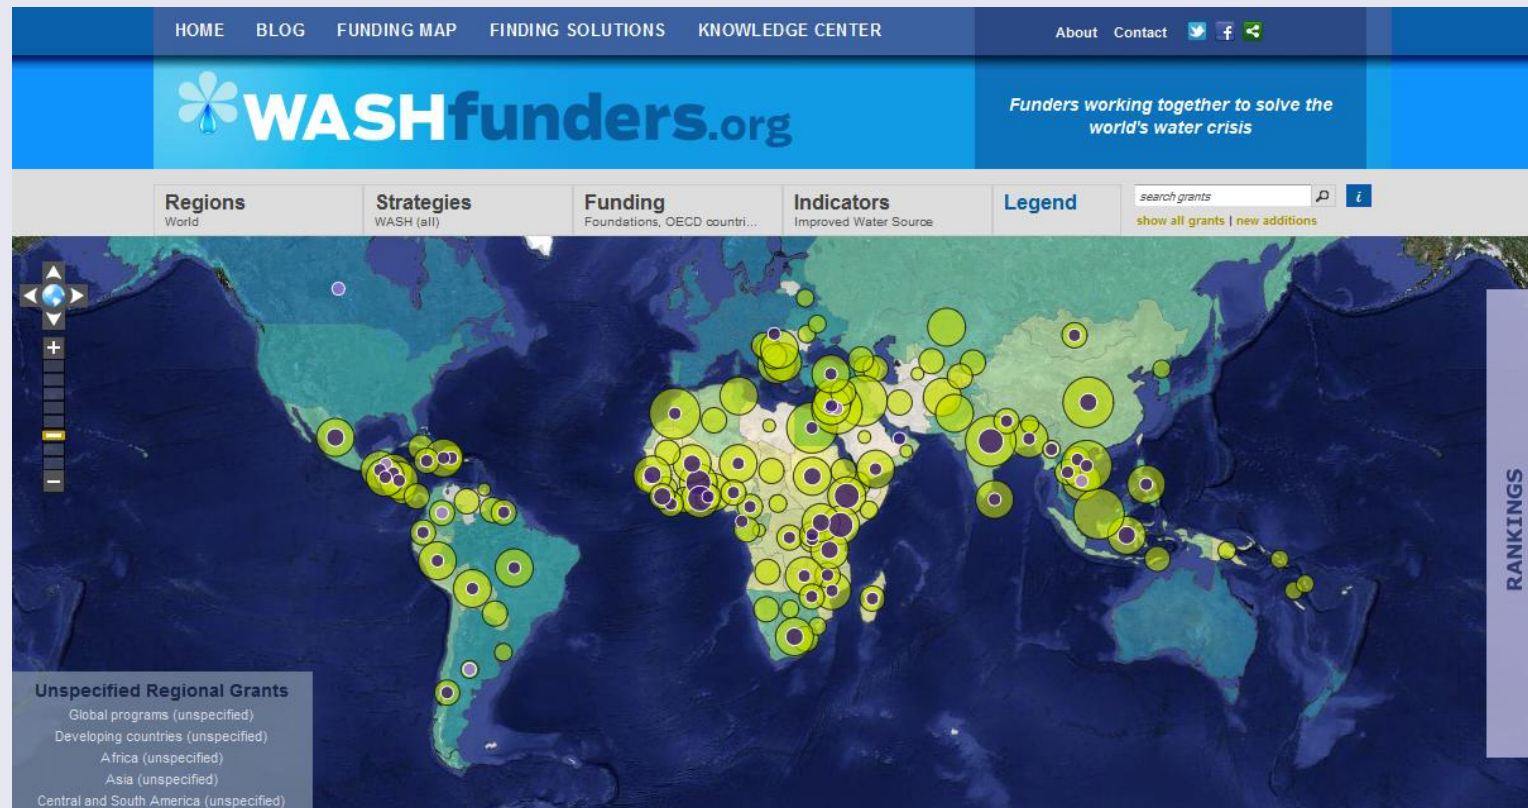 HOME BLOG FUNDING MAP FINDING SOLUTIONS KNOWLEDGE CENTER About Contact
WASHfunders.org
Funders working together to solve the
world's water crisis
Regions Strategies Funding Indicators Legend search grants i
World WASH (all) Foundations, OECD countri... Improved Water Source show all grants | new additions
RANKINGS
Unspecified Regional Grants
Global programs (unspecified)
Developing countries (unspecified)
Africa (unspecified)
Asia (unspecified)
Central and South America (unspecified)